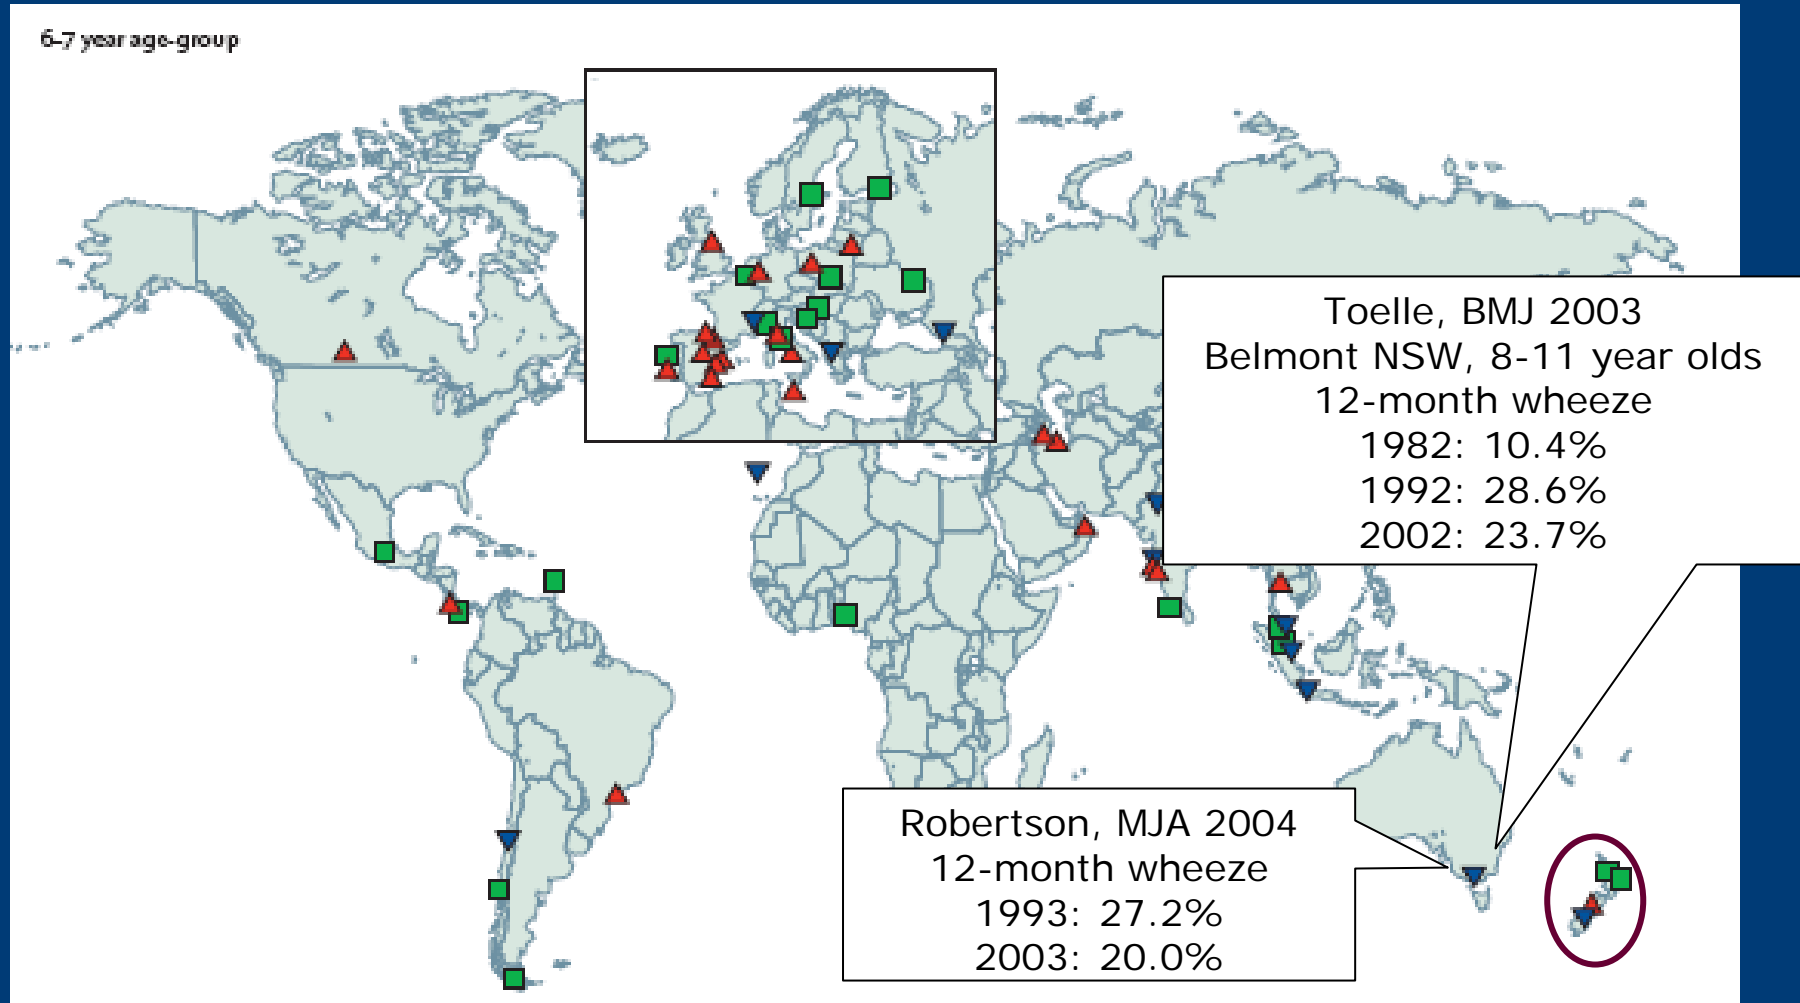 6-7 year age-group
Toelle, BMJ 2003
Belmont NSW, 8-11 year olds
12-month wheeze
1982: 10.4%
1992: 28.6%
2002: 23.7%
Robertson, MJA 2004
12-month wheeze
1993: 27.2%
2003: 20.0%